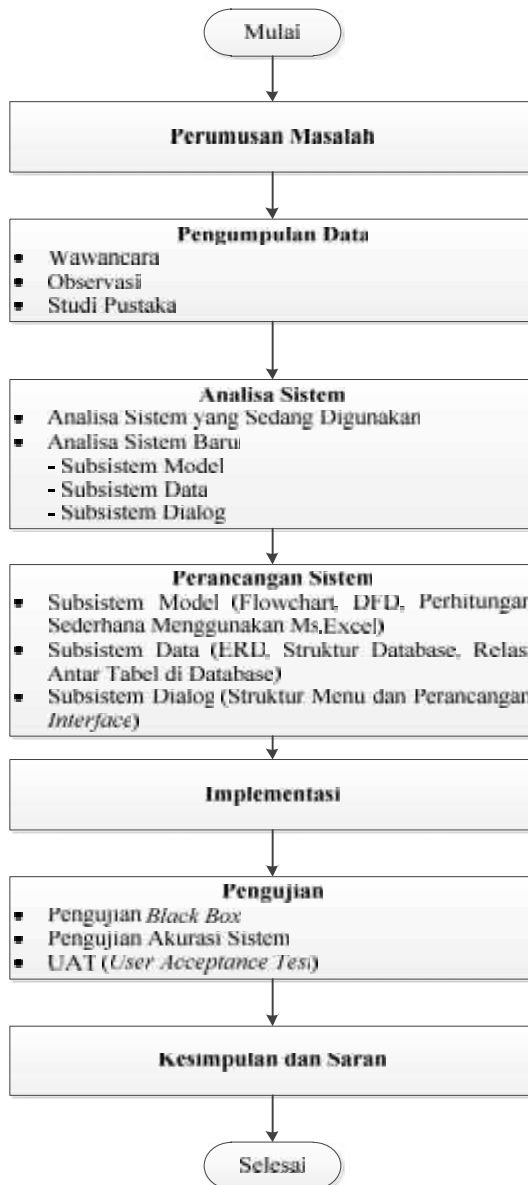 Mulai
Perumusan Masalah
Pengumpulan Data
▪ Wawancara
▪ Observasi
▪ Studi Pustaka
Analisa Sistem
▪ Analisa Sistem yang Sedang Digunakan
▪ Analisa Sistem Baru
- Subsistem Model
- Subsistem Data
- Subsistem Dialog
Perancangan Sistem
▪ Subsistem Model (Flowchart, DFD, Perhitungan
Sederhana Menggunakan Ms.Excel)
▪ Subsistem Data (ERD, Struktur Database, Relasi
Antar Tabel di Database)
▪ Subsistem Dialog (Struktur Menu dan Perancangan
Interface)
Implementasi
Pengujian
▪ Pengujian Black Box
▪ Pengujian Akurasi Sistem
▪ UAT (User Acceptance Test)
Kesimpulan dan Saran
Selesai